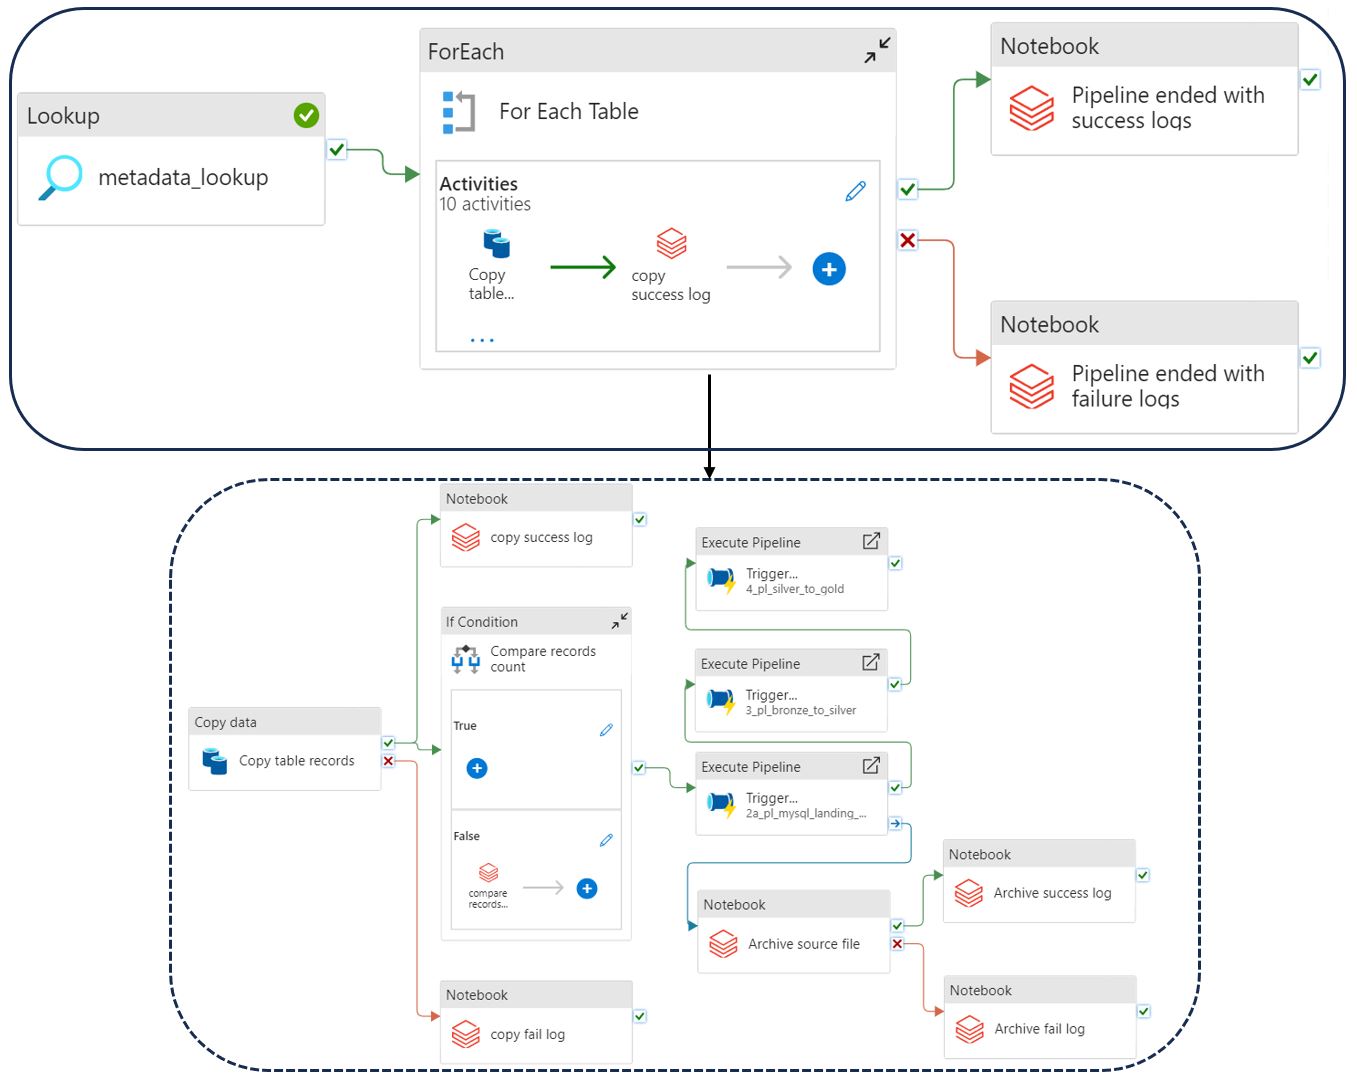 Lookup
metadata_lookup
ForEach
For Each Table
Activities
10 activities
Copy
table...
copy
success log
...
Notebook
Pipeline ended with
success logs
Notebook
Pipeline ended with
failure logs
Notebook
copy success log
If Condition
Compare records
count
True
False
compare
records...
Copy data
Copy table records
Notebook
copy fail log
Execute Pipeline
Trigger...
4_pl_silver_to_gold
Execute Pipeline
Trigger...
3_pl_bronze_to_silver
Execute Pipeline
Trigger...
2a_pl_mysql_landing_...
Notebook
Archive source file
Notebook
Archive success log
Notebook
Archive fail log